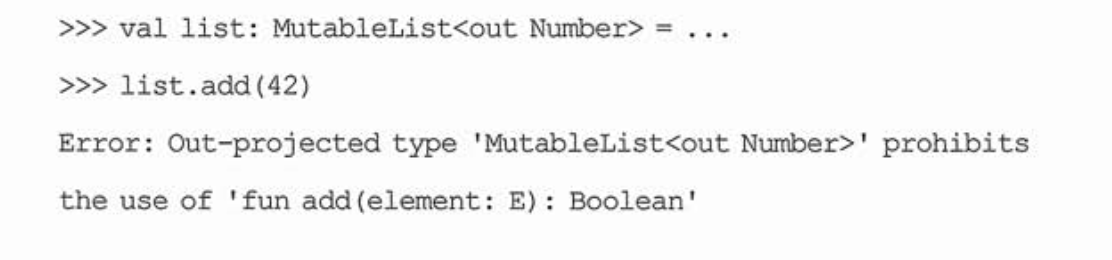 >>> val list: MutableList<out Number> = ...
>>> list.add(42)
Error: Out-projected type 'MutableList<out Number>' prohibits
the use of 'fun add(element: E): Boolean'